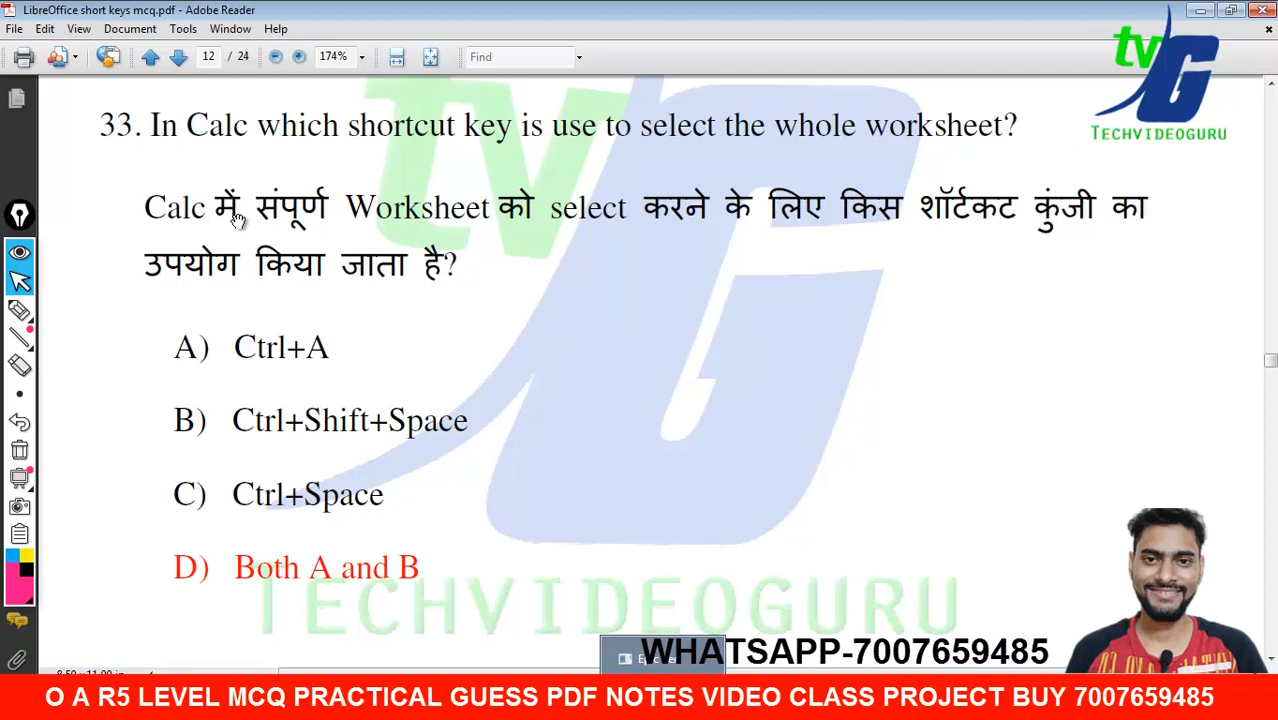 LibreOffice short keys mcq.pdf - Adobe Reader
File Edit View Document Tools Window Help
12 / 24 174% Find
tv
G
TECHVIDEOGURU
33. In Calc which shortcut key is use to select the whole worksheet?
Calc में संपूर्ण Worksheet को select करने के लिए किस शॉर्टकट कुंजी का
उपयोग किया जाता है?
A) Ctrl+A
B) Ctrl+Shift+Space
C) Ctrl+Space
D) Both A and B
tv
G
TECHVIDEOGURU
WHATSAPP-7007659485
O A R5 LEVEL MCQ PRACTICAL GUESS PDF NOTES VIDEO CLASS PROJECT BUY 7007659485